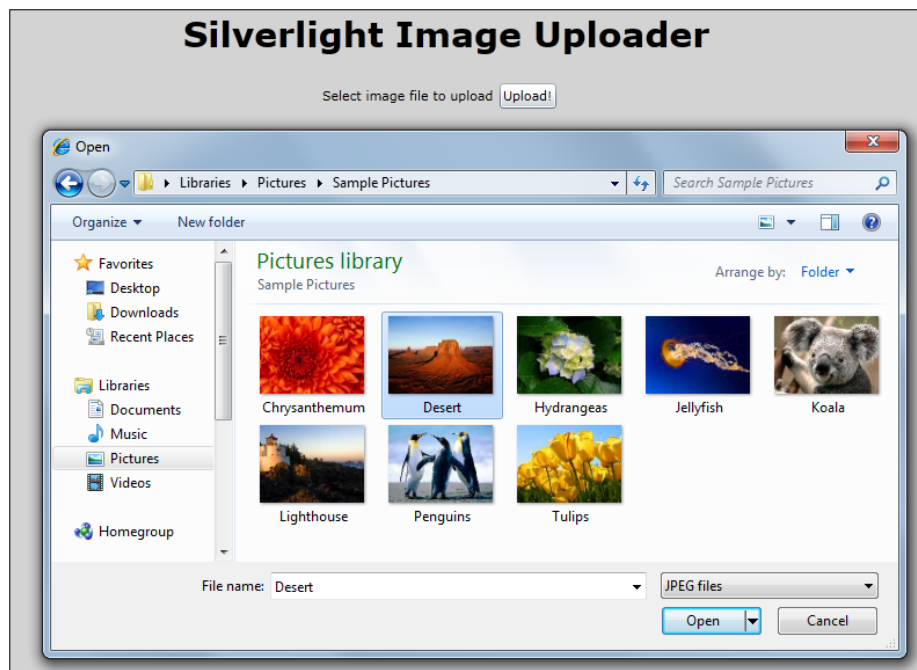 Silverlight Image Uploader
Select image file to upload Upload!
Open
Libraries Pictures Sample Pictures
Search Sample Pictures
Organize New folder
Favorites
Desktop
Downloads
Recent Places
Libraries
Documents
Music
Pictures
Videos
Homegroup
Pictures library
Sample Pictures
Arrange by: Folder
Chrysanthemum Desert Hydrangeas Jellyfish Koala
Lighthouse Penguins Tulips
File name: Desert JPEG files
Open Cancel